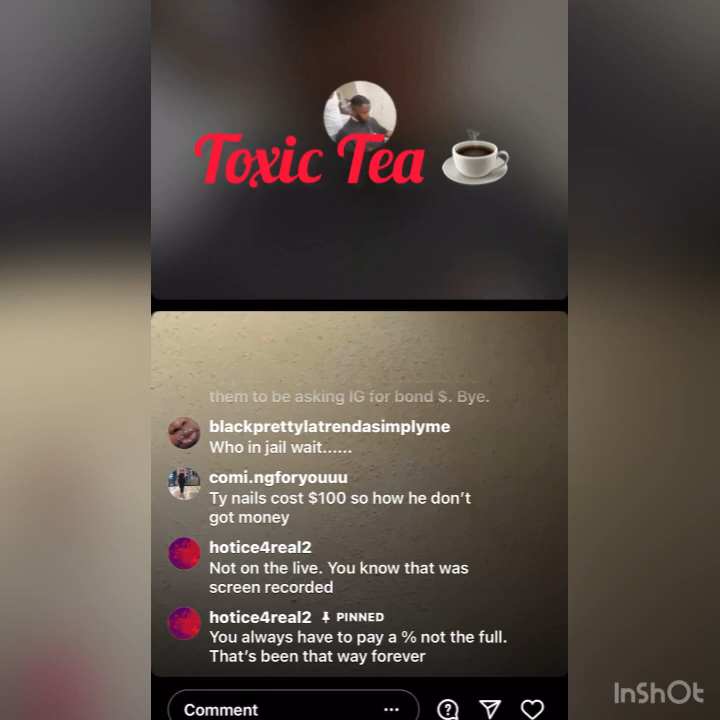 Toxic Tea
them to be asking IG for bond $. Bye.
blackprettylatrendasimplyme
Who in jail wait......
comi.ngforyouuu
Ty nails cost $100 so how he don't
got money
hotice4real2
Not on the live. You know that was
screen recorded
hotice4real2 PINNED
You always have to pay a % not the full.
That's been that way forever
Comment ...
InShOt